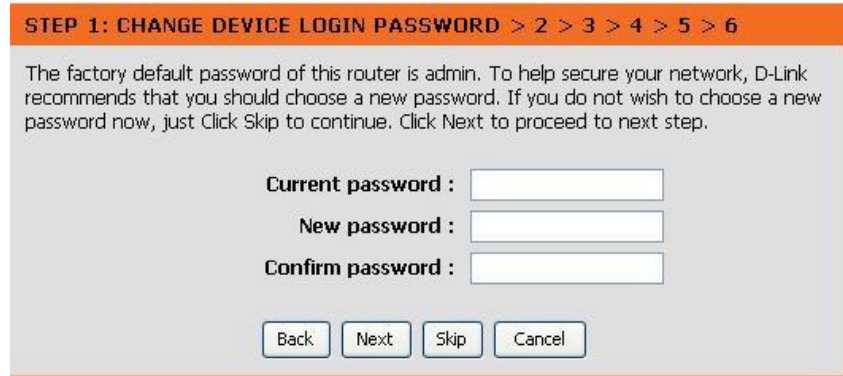 STEP 1: CHANGE DEVICE LOGIN PASSWORD > 2 > 3 > 4 > 5 > 6
The factory default password of this router is admin. To help secure your network, D-Link
recommends that you should choose a new password. If you do not wish to choose a new
password now, just Click Skip to continue. Click Next to proceed to next step.
Current password :
New password :
Confirm password :
Back Next Skip Cancel